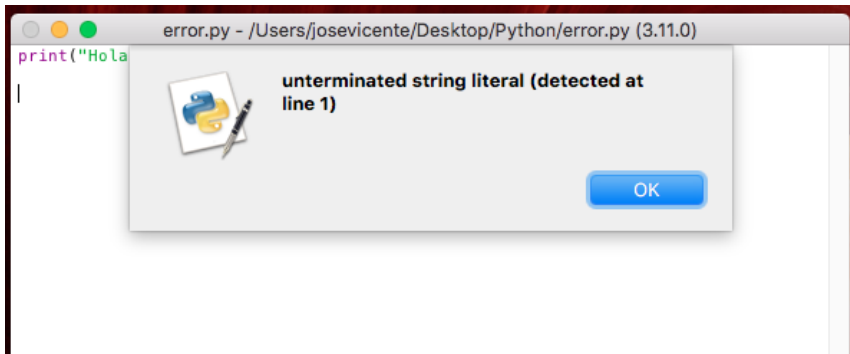 error.py - /Users/josevicente/Desktop/Python/error.py (3.11.0)
print("Hola
unterminated string literal (detected at
line 1)
OK